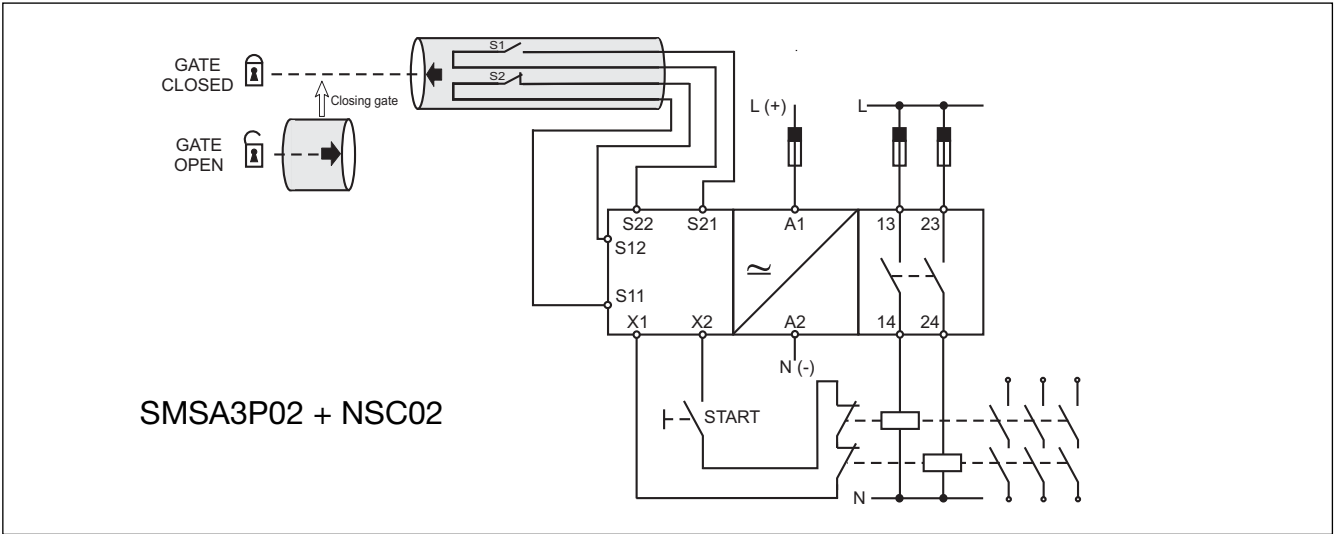 S1
GATE
CLOSED
S2
Closing gate
GATE
OPEN
L (+)
L
S22
S21
A1
13
23
S12
≃
S11
X1
X2
A2
14
24
N (-)
START
SMSA3P02 + NSC02
N